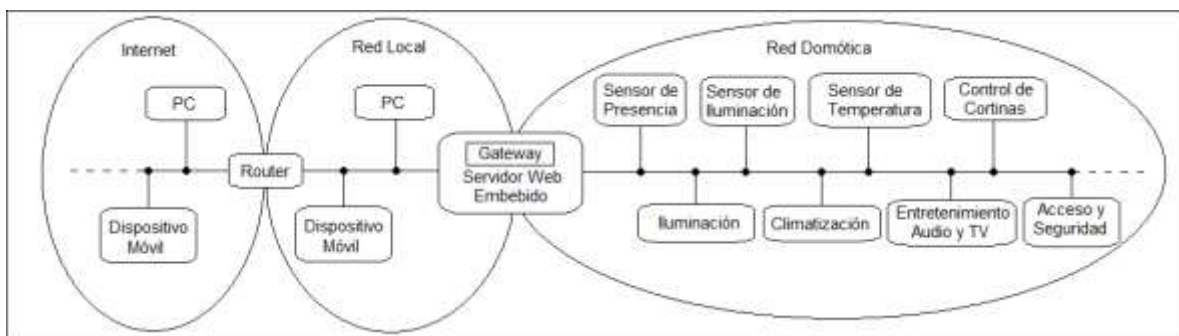 Internet
PC
Dispositivo
Móvil
Router
Red Local
PC
Dispositivo
Móvil
Gateway
Servidor Web
Embebido
Red Domótica
Sensor de
Presencia
Sensor de
Iluminación
Sensor de
Temperatura
Control de
Cortinas
Iluminación
Climatización
Entretenimiento
Audio y TV
Acceso y
Seguridad